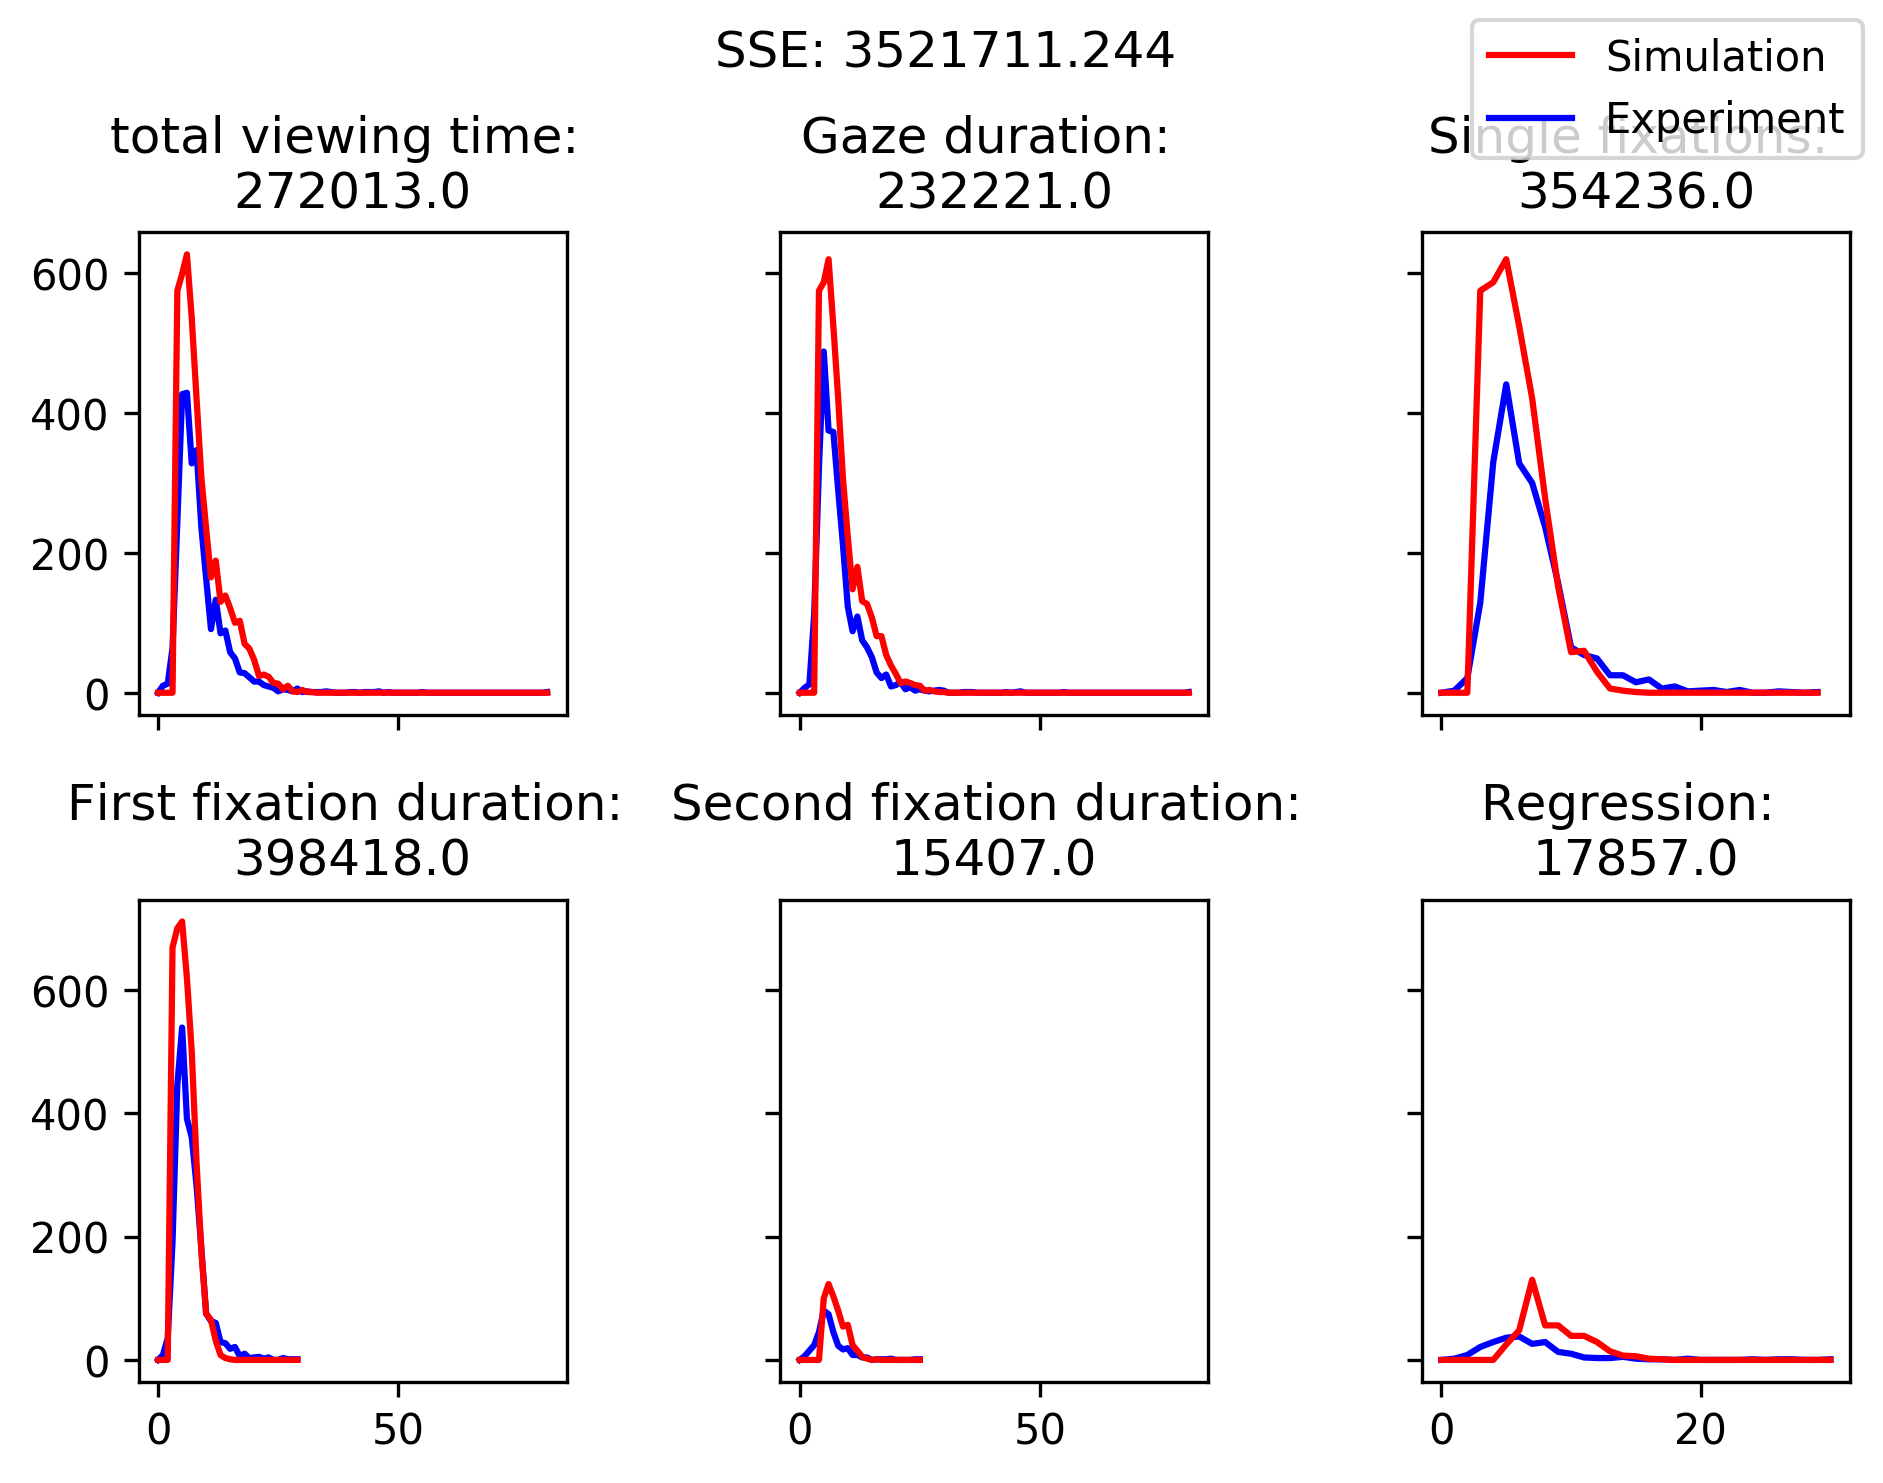 SSE: 3521711.244
Simulation
Experiment
total viewing time:
272013.0
Gaze duration:
232221.0
Single fixations:
354236.0
600
400
200
0
First fixation duration:
398418.0
Second fixation duration:
15407.0
Regression:
17857.0
600
400
200
0
0 50
0 50
0 20